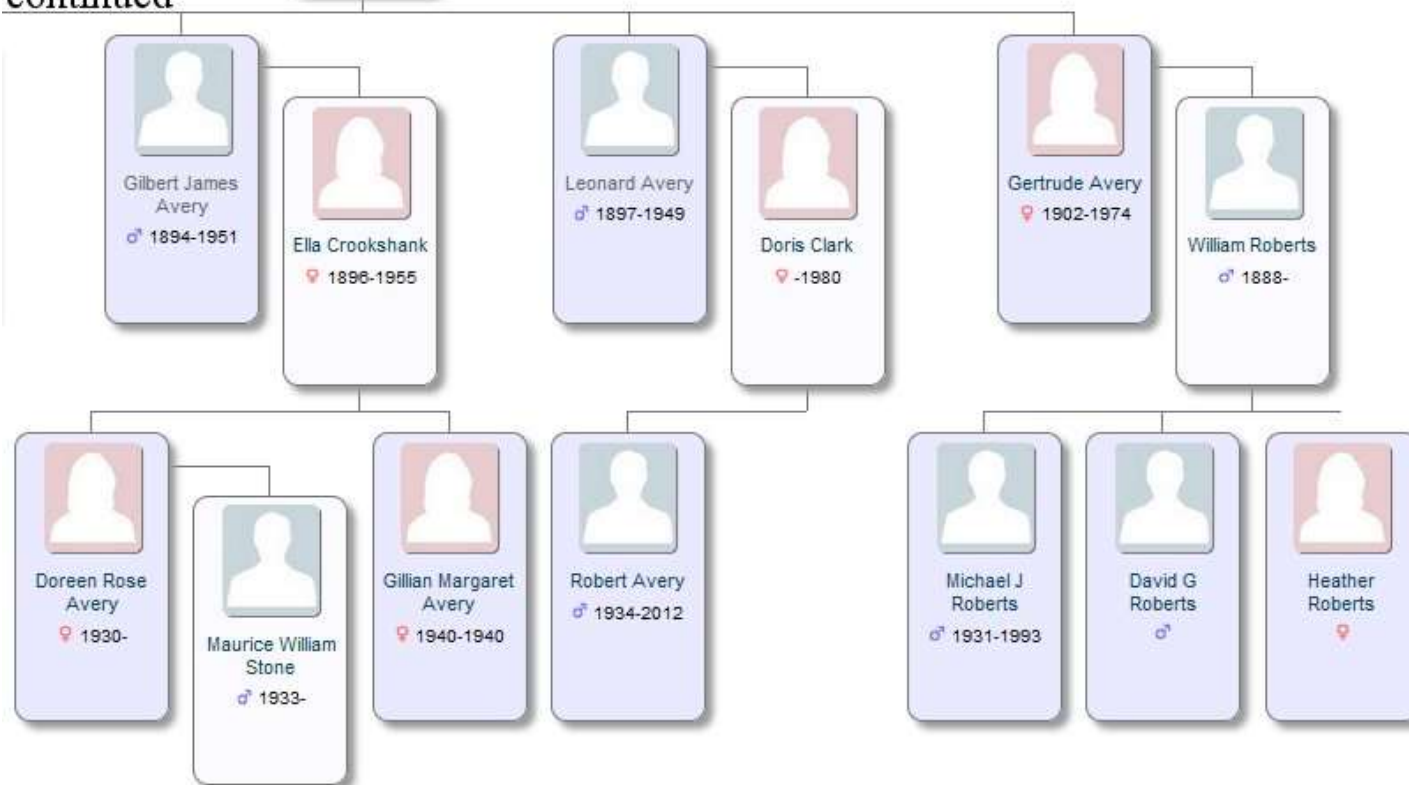 continued
Gilbert James
Avery
♂ 1894-1951
Ella Crookshank
♀ 1896-1955
Leonard Avery
♂ 1897-1949
Doris Clark
♀ -1980
Gertrude Avery
♀ 1902-1974
William Roberts
♂ 1888-
Doreen Rose
Avery
♀ 1930-
Maurice William
Stone
♂ 1933-
Gillian Margaret
Avery
♀ 1940-1940
Robert Avery
♂ 1934-2012
Michael J
Roberts
♂ 1931-1993
David G
Roberts
♂
Heather
Roberts
♀